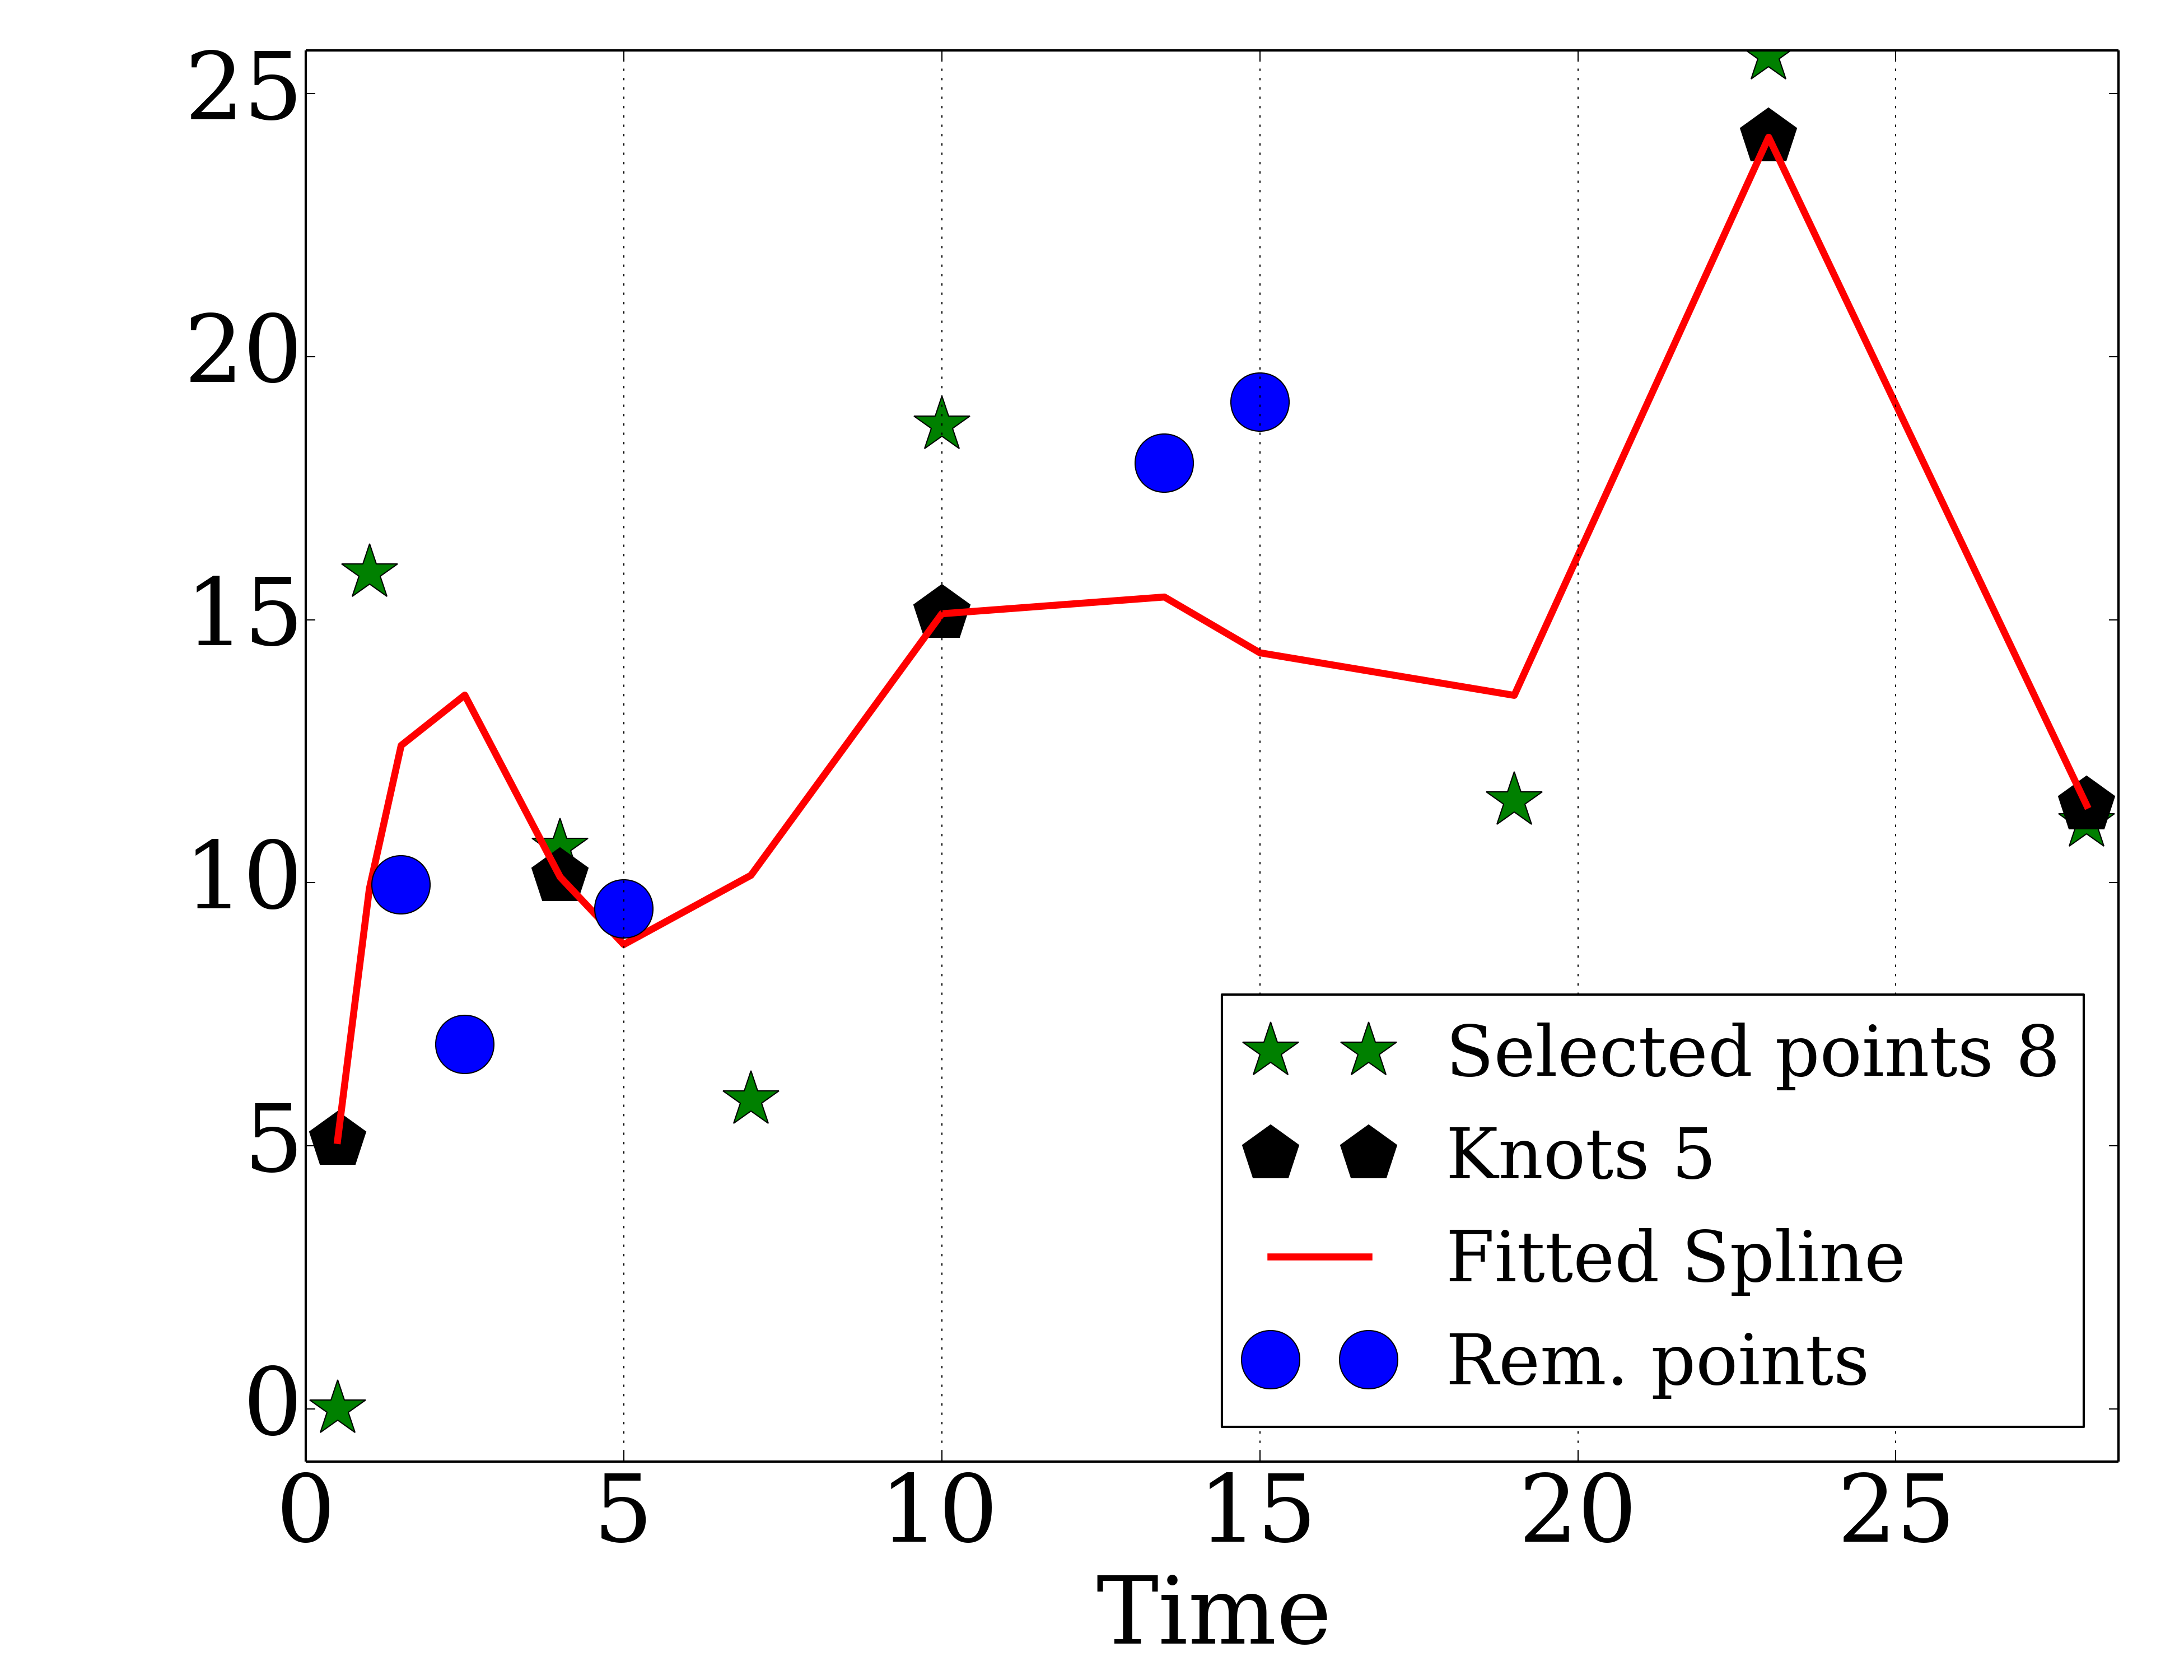 25
20
15
10
5
0
0 5 10 15 20 25
Time
Selected points 8
Knots 5
Fitted Spline
Rem. points